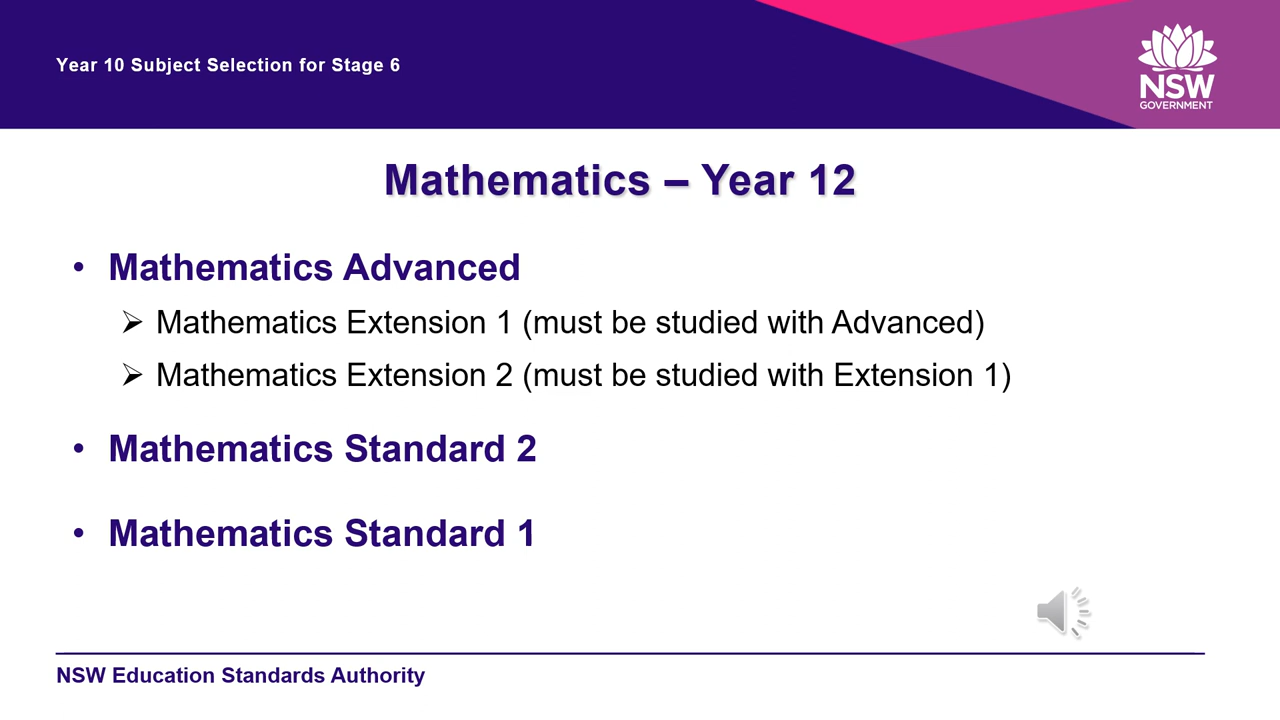 Year 10 Subject Selection for Stage 6
NSW
GOVERNMENT
Mathematics – Year 12
• Mathematics Advanced
➢ Mathematics Extension 1 (must be studied with Advanced)
➢ Mathematics Extension 2 (must be studied with Extension 1)
• Mathematics Standard 2
• Mathematics Standard 1
NSW Education Standards Authority